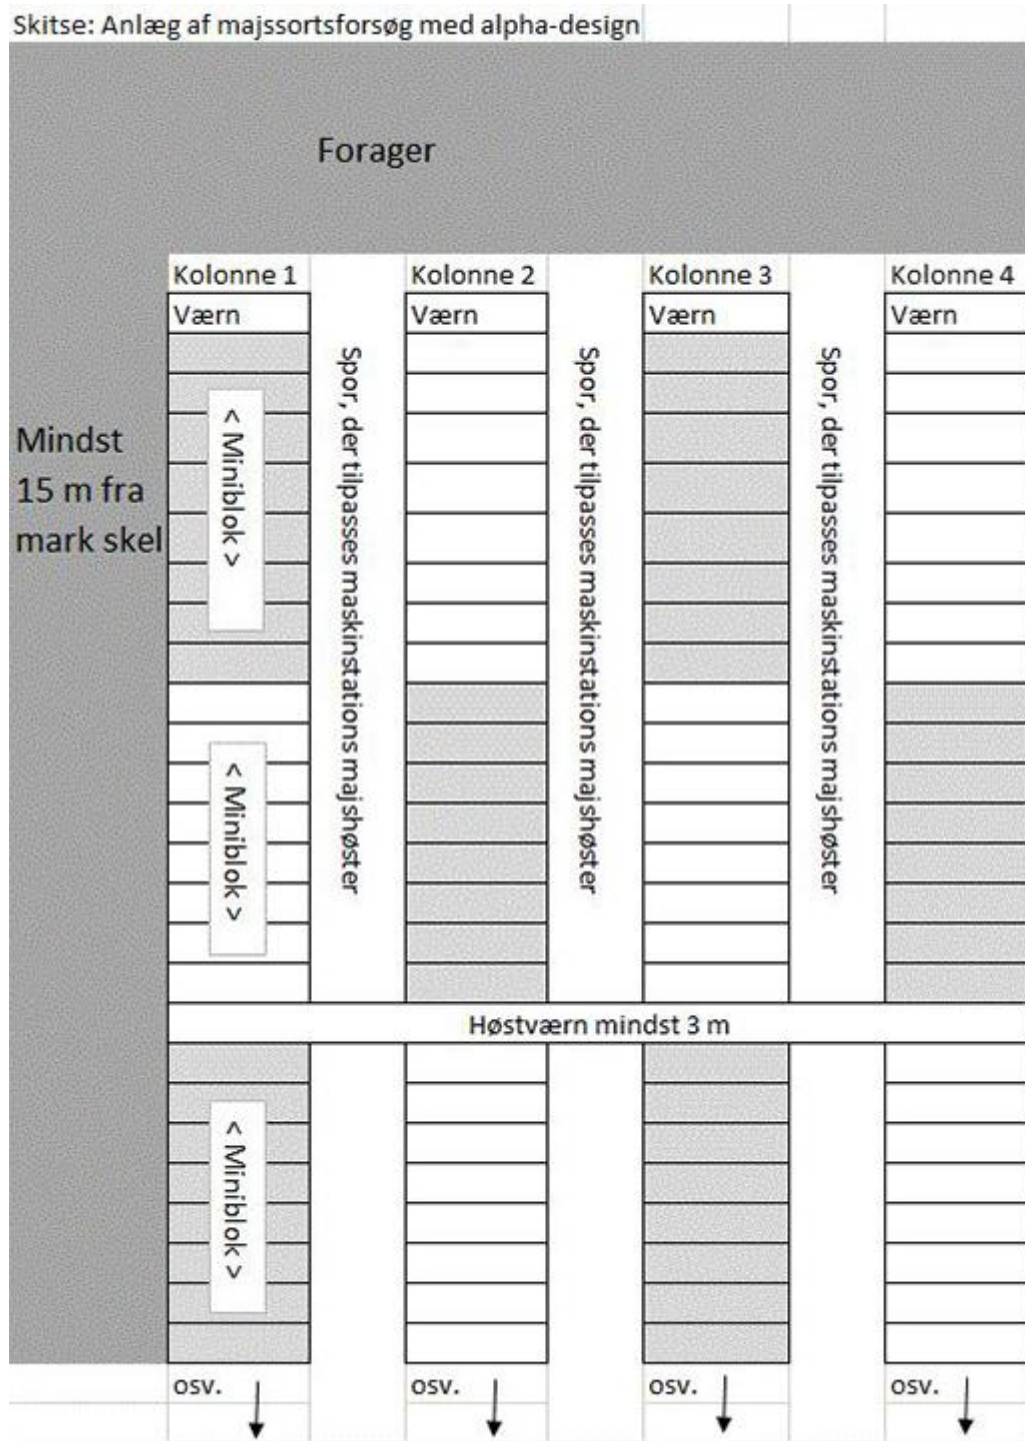 Skitse: Anlæg af majssortsforsøg med alpha-design
Forager
Kolonne 1
Kolonne 2
Kolonne 3
Kolonne 4
Værn
Værn
Værn
Værn
Mindst
15 m fra
mark skel
< Miniblok >
Spor, der tilpasses maskinstations majshøster
Spor, der tilpasses maskinstations majshøster
Spor, der tilpasses maskinstations majshøster
< Miniblok >
Høstværn mindst 3 m
< Miniblok >
osv.
osv.
osv.
osv.